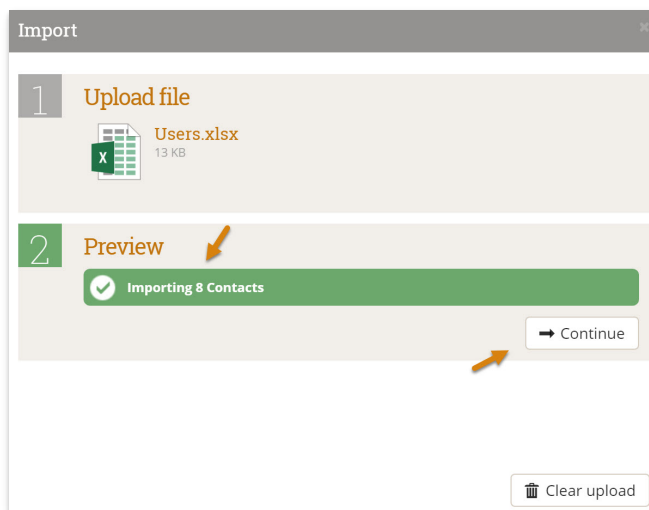 Import
1
Upload file
X
Users.xlsx
13 KB
2
Preview
Importing 8 Contacts
Continue
Clear upload